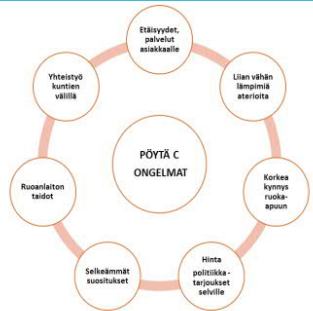 Etäisyydet,
palvelut
asiakkaalle
Liian vähän
lämpimiä
aterioita
Korkea
kynnys
ruoka-
apuun
Hinta
politiikka -
tarjoukset
selville
Selkeämmät
suositukset
Ruoanlaiton
taidot
Yhteistyö
kuntien
välillä
PÖYTÄ C
ONGELMAT